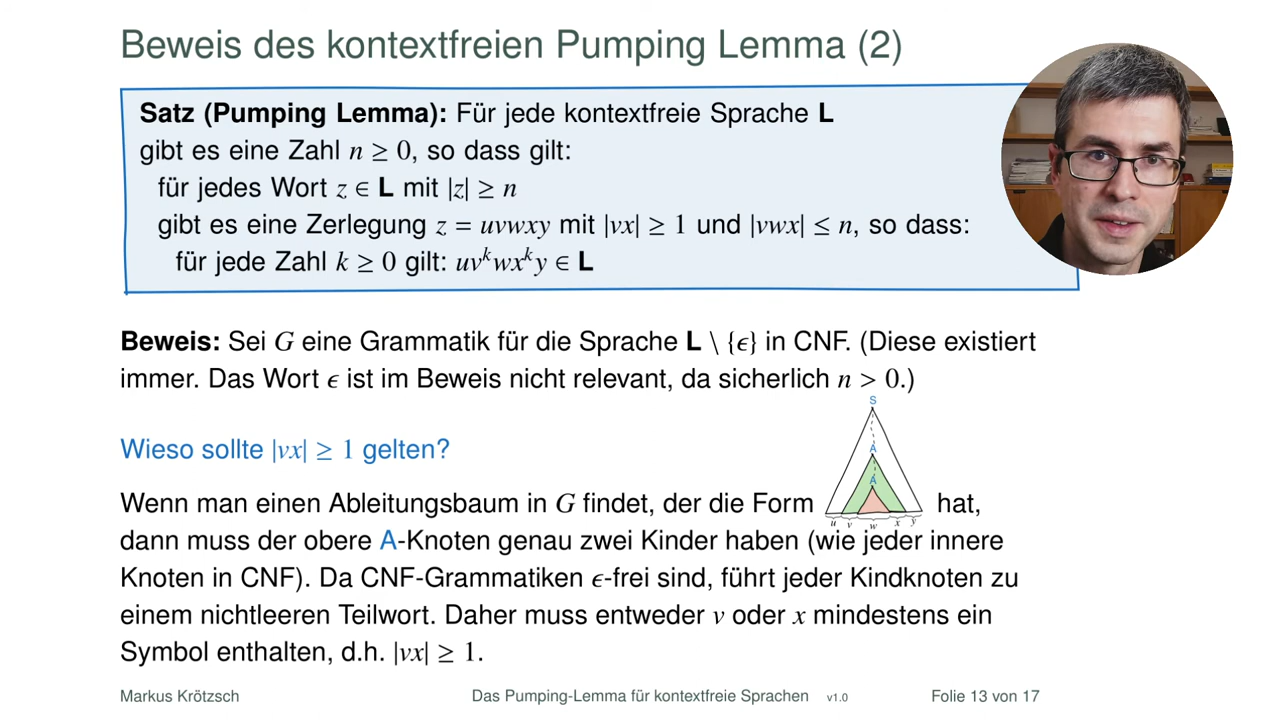 Beweis des kontextfreien Pumping Lemma (2)
Satz (Pumping Lemma): Für jede kontextfreie Sprache L
gibt es eine Zahl n ≥ 0, so dass gilt:
für jedes Wort z ∈ L mit |z| ≥ n
gibt es eine Zerlegung z = uvwxy mit |vx| ≥ 1 und |vwx| ≤ n, so dass:
für jede Zahl k ≥ 0 gilt: uvᵏwxᵏy ∈ L
Beweis: Sei G eine Grammatik für die Sprache L \ {ϵ} in CNF. (Diese existiert
immer. Das Wort ϵ ist im Beweis nicht relevant, da sicherlich n > 0.)
S
Wieso sollte |vx| ≥ 1 gelten?
A
A
Wenn man einen Ableitungsbaum in G findet, der die Form hat,
u v w x y
dann muss der obere A-Knoten genau zwei Kinder haben (wie jeder innere
Knoten in CNF). Da CNF-Grammatiken ϵ-frei sind, führt jeder Kindknoten zu
einem nichtleeren Teilwort. Daher muss entweder v oder x mindestens ein
Symbol enthalten, d.h. |vx| ≥ 1.
Markus Krötzsch Das Pumping-Lemma für kontextfreie Sprachen v1.0 Folie 13 von 17